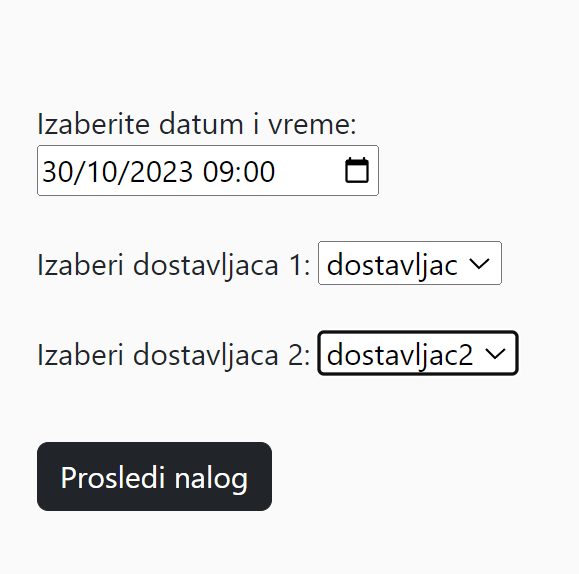 Izaberite datum i vreme:
30/10/2023 09:00
Izaberi dostavljaca 1: dostavljac
Izaberi dostavljaca 2: dostavljac2
Prosledi nalog